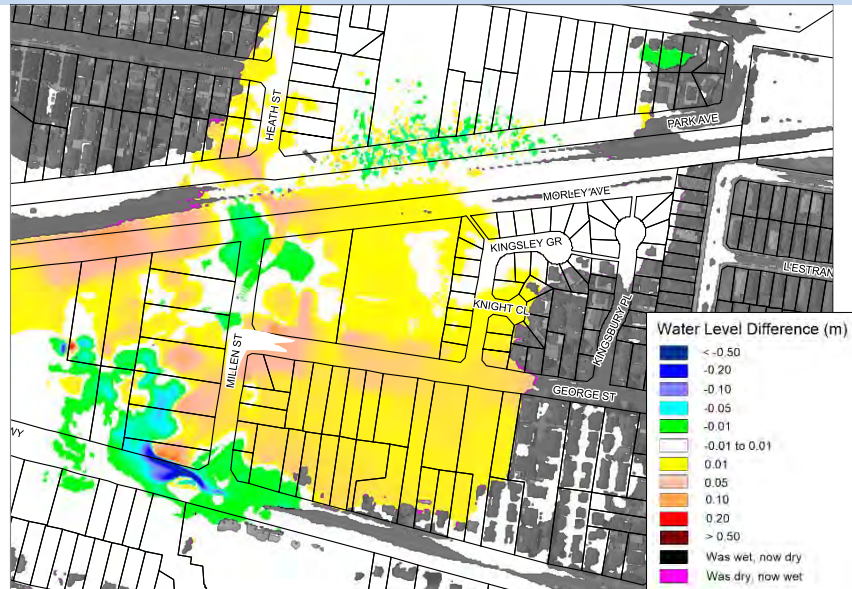 HEATH ST
PARK AVE
MORLEY AVE
KINGSLEY GR
L'ESTRAN
KNIGHT CL
KINGSBURY PL
MILLEN ST
GEORGE ST
WY
Water Level Difference (m)
< -0.50
-0.20
-0.10
-0.05
-0.01
-0.01 to 0.01
0.01
0.05
0.10
0.20
> 0.50
Was wet, now dry
Was dry, now wet